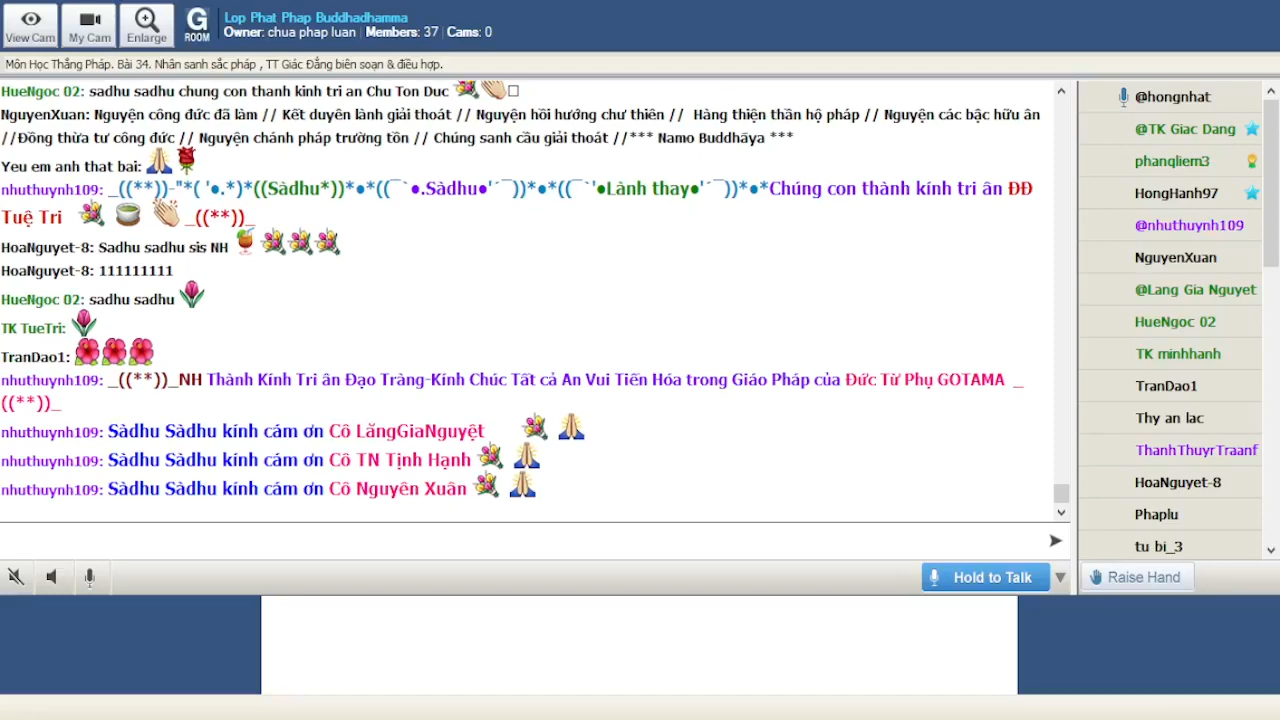 View Cam
My Cam
Enlarge
G
ROOM
Lop Phat Phap Buddhadhamma
Owner: chua phap luan | Members: 37 | Cams: 0
Môn Học Thắng Pháp. Bài 34. Nhân sanh sắc pháp , TT Giác Đẳng biên soạn & điều hợp.
HueNgoc 02: sadhu sadhu chung con thanh kinh tri an Chu Ton Duc
NguyenXuan: Nguyện công đức đã làm // Kết duyên lành giải thoát // Nguyện hồi hướng chư thiên // Hàng thiện thần hộ pháp // Nguyện các bậc hữu ân
//Đồng thừa tư công đức // Nguyện chánh pháp trường tồn // Chúng sanh cầu giải thoát //*** Namo Buddhāya ***
Yeu em anh that bai:
nhuthuynh109: _((**))-"*( '●.*)*((Sàdhu*))*●*((¯`●.Sàdhu●'´¯))*●*((¯`'●Lành thay●'´¯))*●*Chúng con thành kính tri ân ĐĐ
Tuệ Tri _((**))_
HoaNguyet-8: Sadhu sadhu sis NH
HoaNguyet-8: 111111111
HueNgoc 02: sadhu sadhu
TK TueTri:
TranDao1:
nhuthuynh109: _((**))_NH Thành Kính Tri ân Đạo Tràng-Kính Chúc Tất cả An Vui Tiến Hóa trong Giáo Pháp của Đức Từ Phụ GOTAMA _
((**))_
nhuthuynh109: Sàdhu Sàdhu kính cám ơn Cô LăngGiaNguyệt
nhuthuynh109: Sàdhu Sàdhu kính cám ơn Cô TN Tịnh Hạnh
nhuthuynh109: Sàdhu Sàdhu kính cám ơn Cô Nguyên Xuân
Hold to Talk
@hongnhat
@TK Giac Dang
phanqliem3
HongHanh97
@nhuthuynh109
NguyenXuan
@Lang Gia Nguyet
HueNgoc 02
TK minhhanh
TranDao1
Thy an lac
ThanhThuyrTraanf
HoaNguyet-8
Phaplu
tu bi_3
Raise Hand